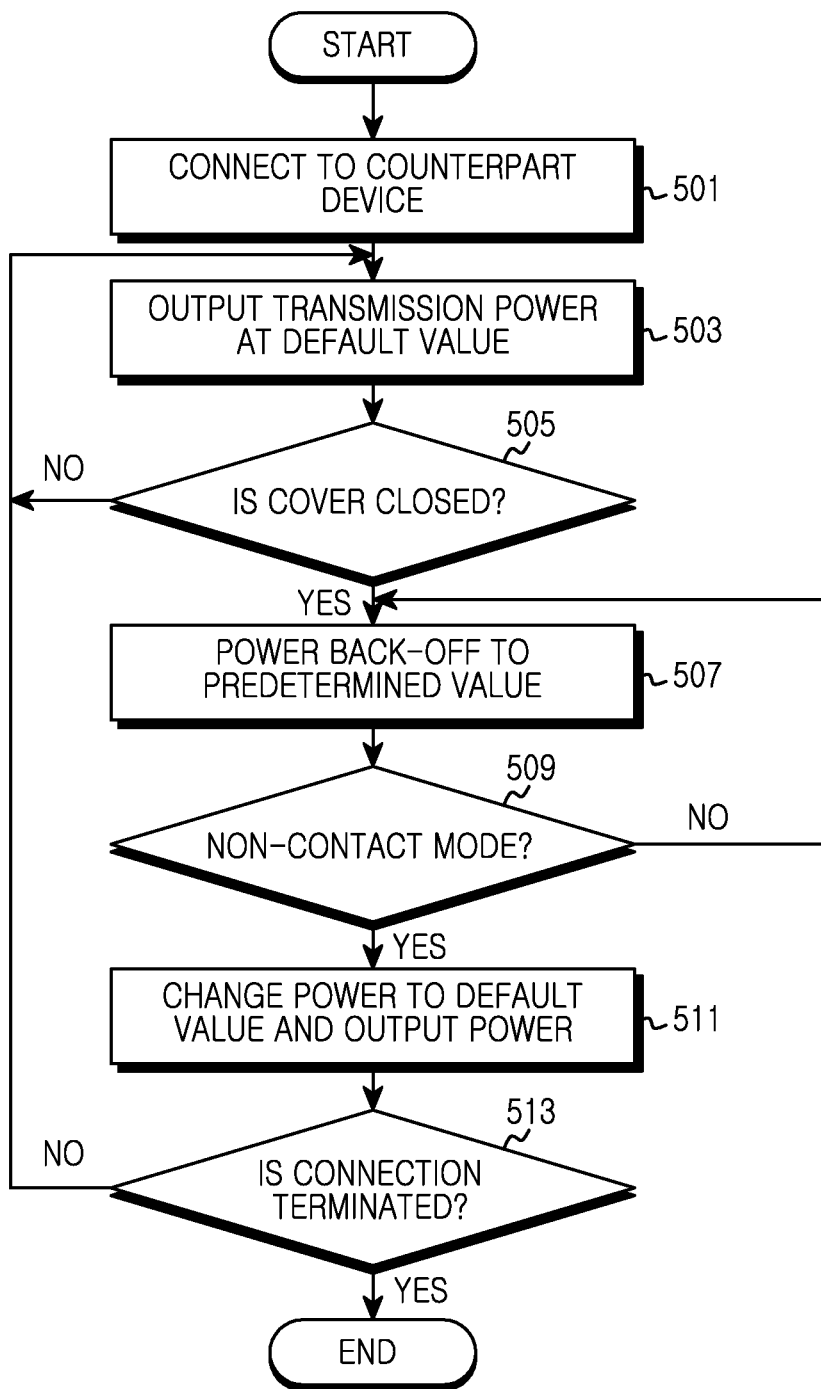 START
CONNECT TO COUNTERPART
DEVICE
501
OUTPUT TRANSMISSION POWER
AT DEFAULT VALUE
503
505
NO
IS COVER CLOSED?
YES
POWER BACK-OFF TO
PREDETERMINED VALUE
507
509
NON-CONTACT MODE?
NO
YES
CHANGE POWER TO DEFAULT
VALUE AND OUTPUT POWER
511
513
NO
IS CONNECTION
TERMINATED?
YES
END